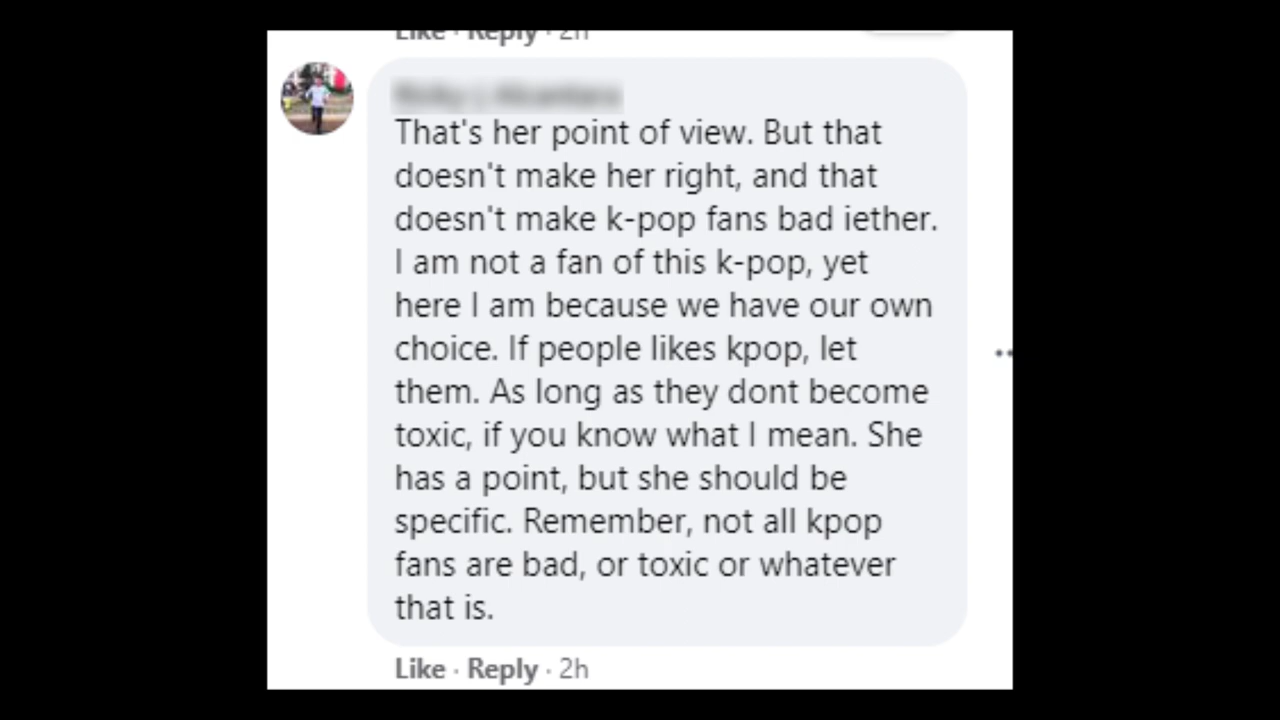 Like · Reply · 2h
That's her point of view. But that
doesn't make her right, and that
doesn't make k-pop fans bad iether.
I am not a fan of this k-pop, yet
here I am because we have our own
choice. If people likes kpop, let
them. As long as they dont become
toxic, if you know what I mean. She
has a point, but she should be
specific. Remember, not all kpop
fans are bad, or toxic or whatever
that is.
Like · Reply · 2h